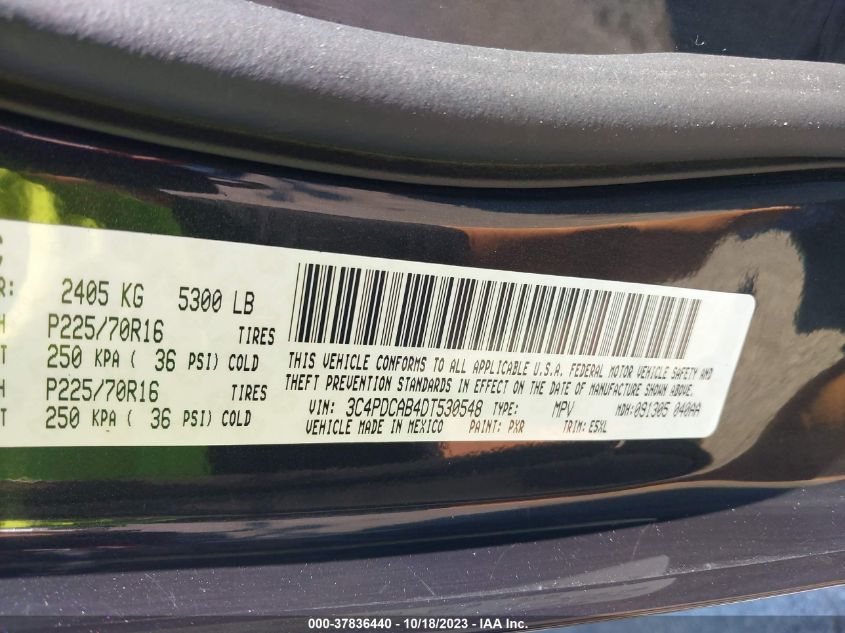 R: 2405 KG 5300 LB
P225/70R16 TIRES
250 KPA ( 36 PSI) COLD
P225/70R16 TIRES
250 KPA ( 36 PSI) COLD
THIS VEHICLE CONFORMS TO ALL APPLICABLE U.S.A. FEDERAL MOTOR VEHICLE SAFETY AND
THEFT PREVENTION STANDARDS IN EFFECT ON THE DATE OF MANUFACTURE SHOWN ABOVE.
VIN: 3C4PDCAB4DT530548 TYPE: MPV MDH:091305 040AA
VEHICLE MADE IN MEXICO PAINT: PXR TRIM: E5XL
000-37836440 - 10/18/2023 - IAA Inc.